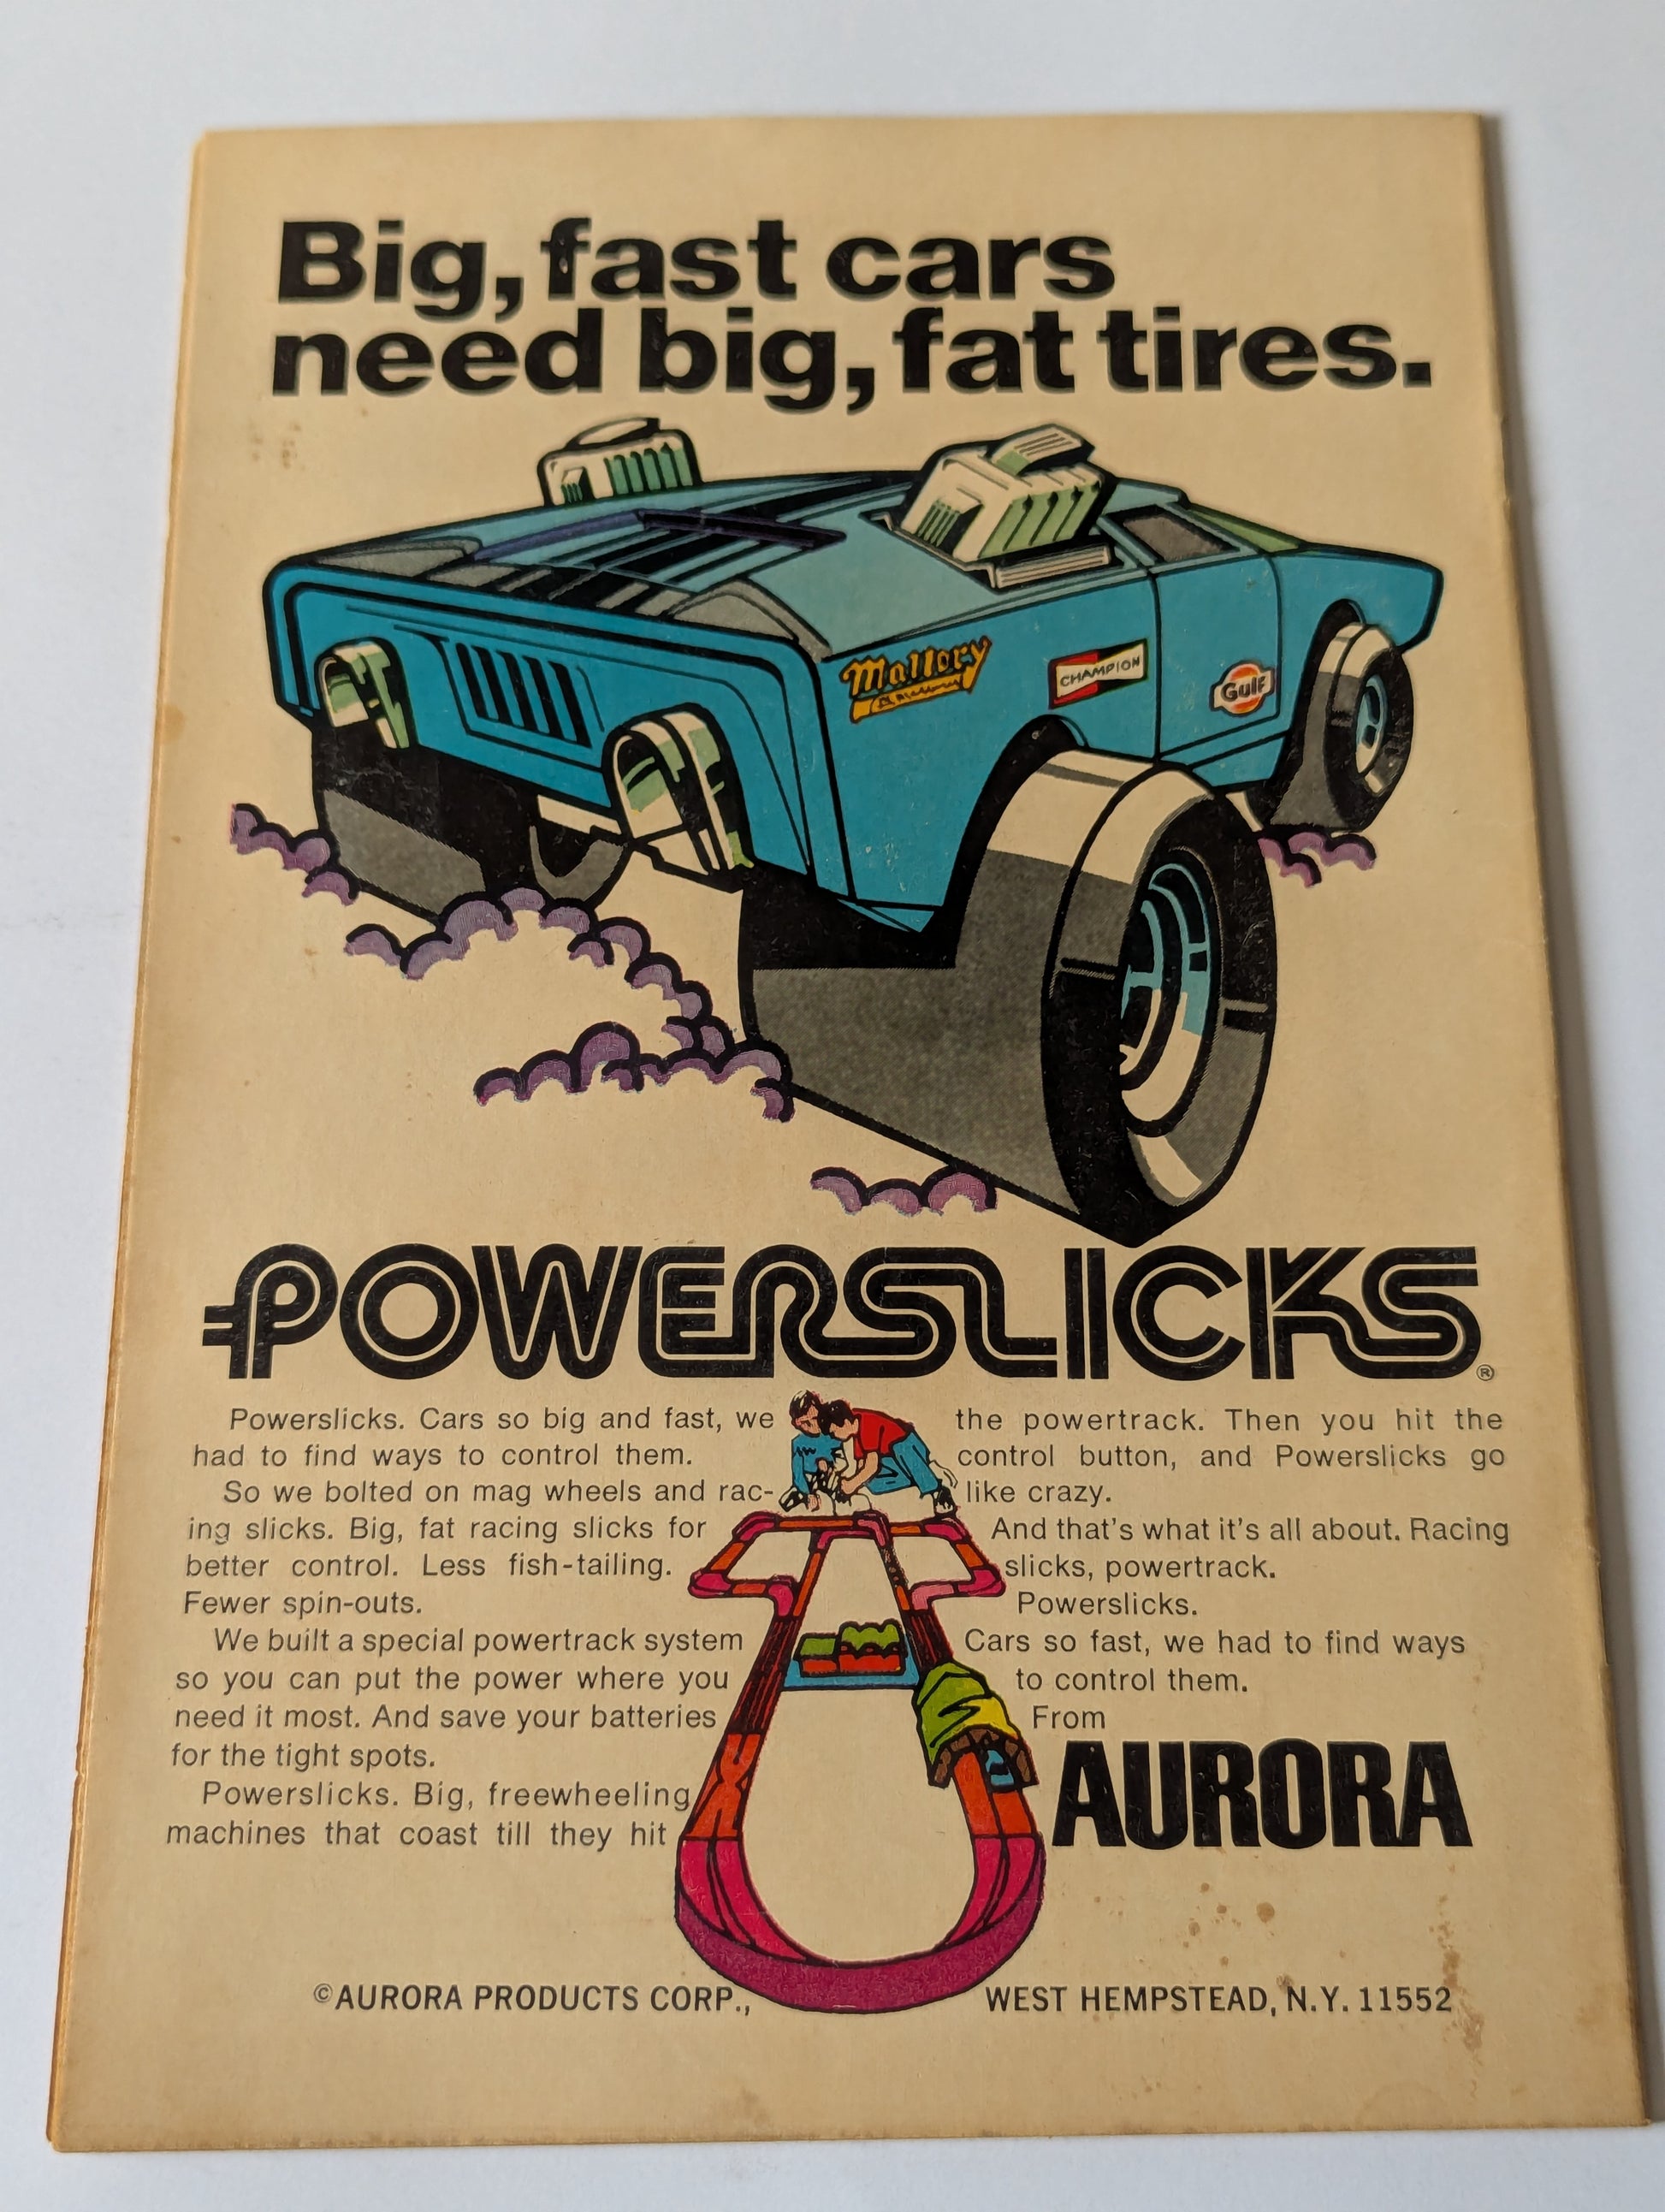 Big, fast cars
need big, fat tires.
Mallory
CHAMPION
Gulf
POWERSLICKS®
Powerslicks. Cars so big and fast, we
had to find ways to control them.
So we bolted on mag wheels and rac-
ing slicks. Big, fat racing slicks for
better control. Less fish-tailing.
Fewer spin-outs.
We built a special powertrack system
so you can put the power where you
need it most. And save your batteries
for the tight spots.
Powerslicks. Big, freewheeling
machines that coast till they hit
the powertrack. Then you hit the
control button, and Powerslicks go
like crazy.
And that's what it's all about. Racing
slicks, powertrack.
Powerslicks.
Cars so fast, we had to find ways
to control them.
From
AURORA
©AURORA PRODUCTS CORP., WEST HEMPSTEAD, N.Y. 11552